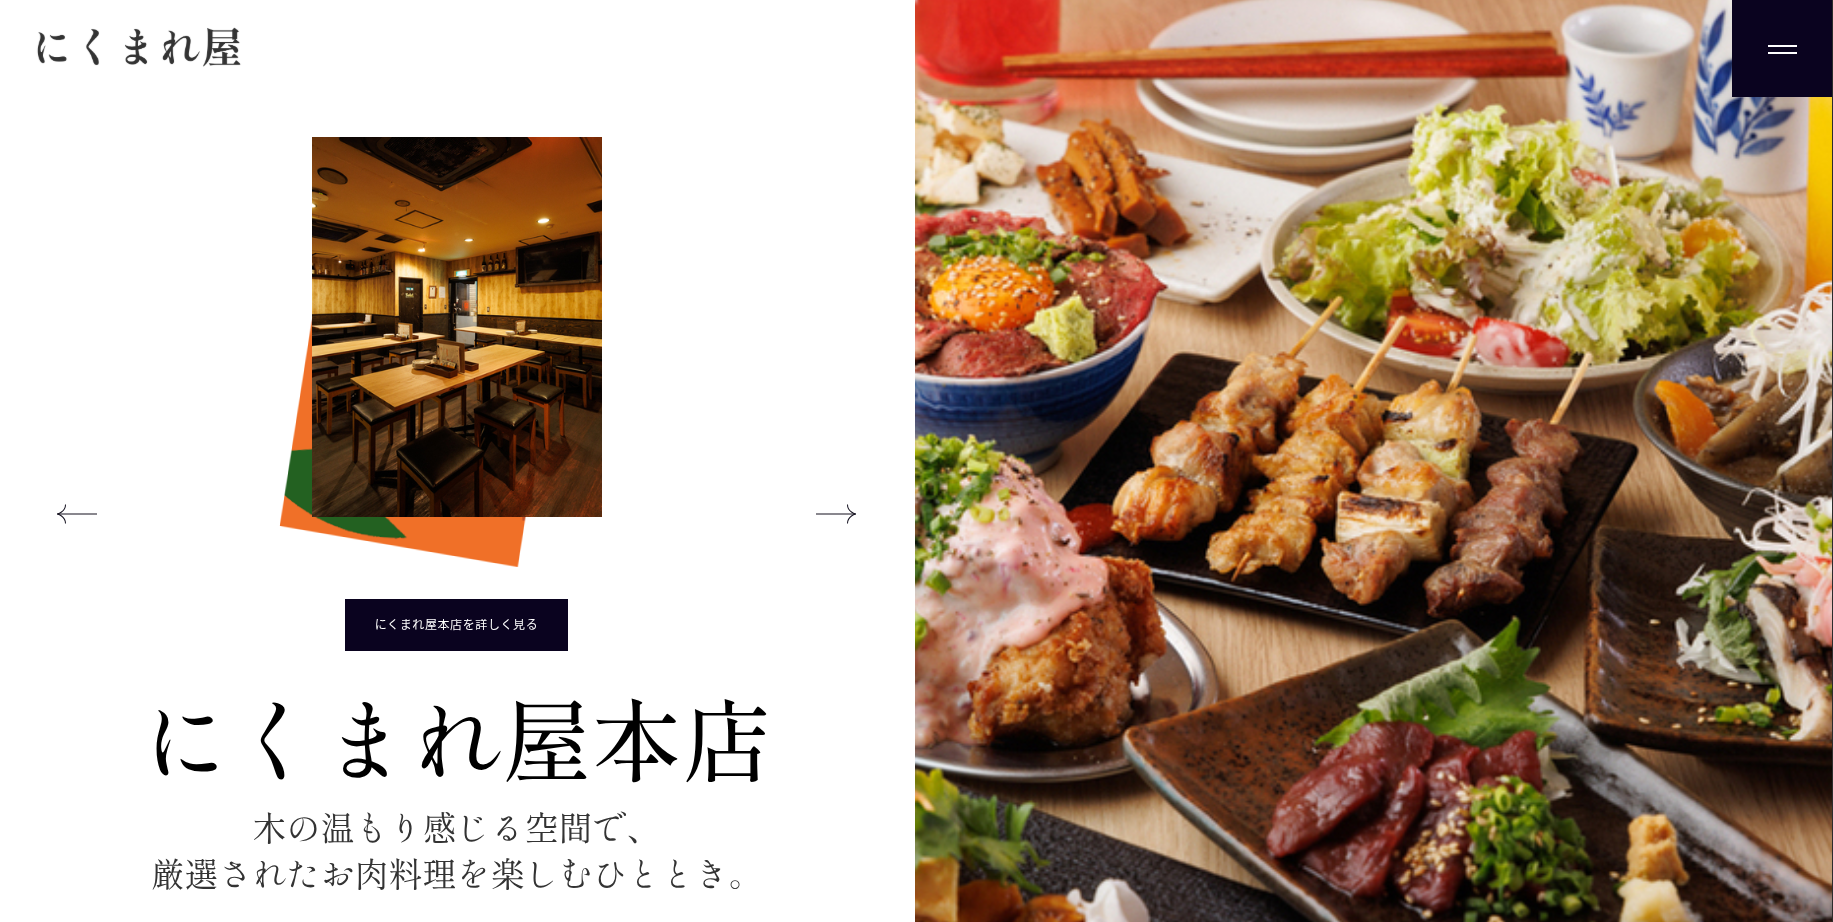 にくまれ屋
にくまれ屋本店を詳しく見る
にくまれ屋本店
木の温もり感じる空間で、
厳選されたお肉料理を楽しむひととき。